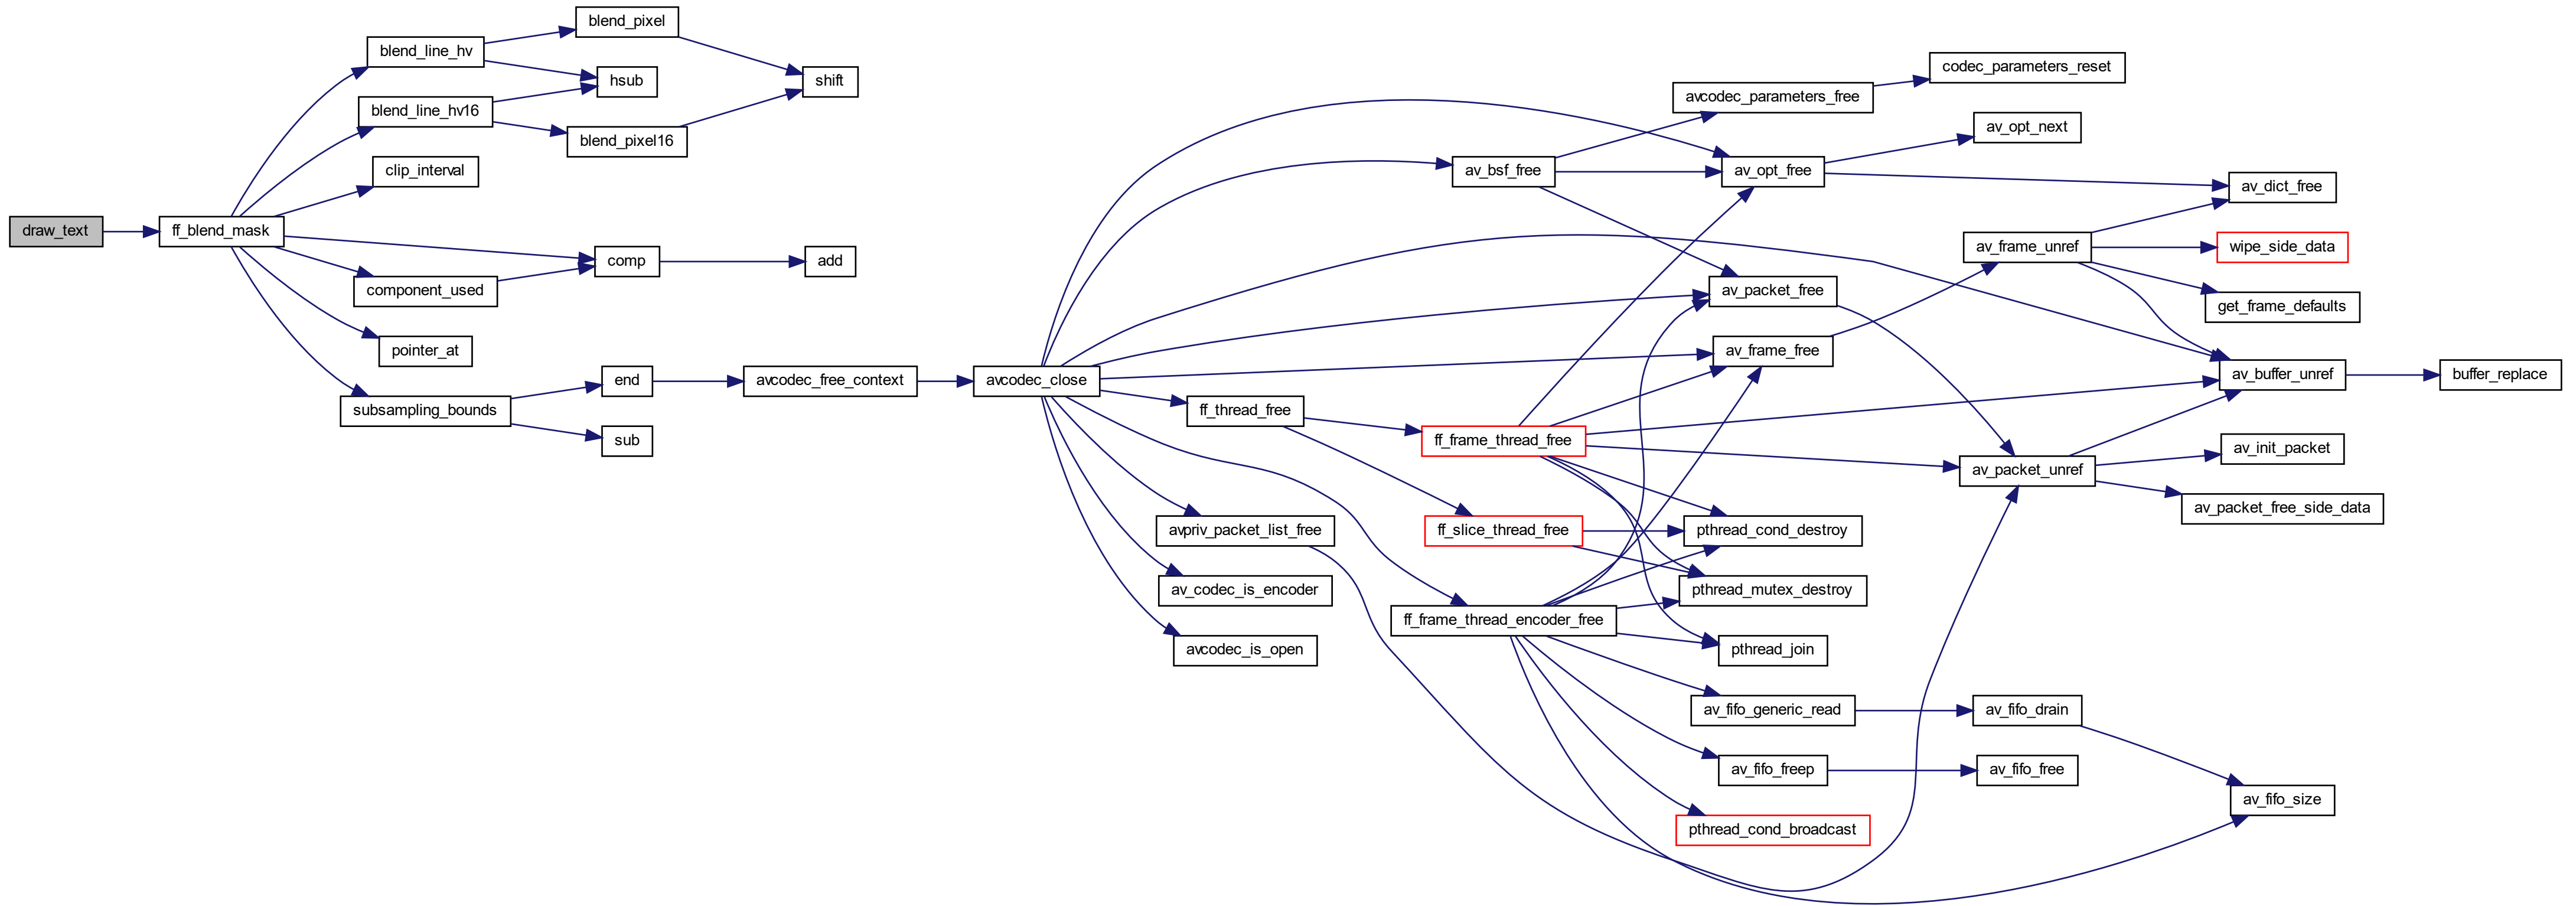 draw_text
ff_blend_mask
blend_line_hv
blend_line_hv16
clip_interval
component_used
pointer_at
subsampling_bounds
blend_pixel
hsub
blend_pixel16
comp
end
sub
shift
add
avcodec_free_context
avcodec_close
ff_thread_free
avpriv_packet_list_free
av_codec_is_encoder
avcodec_is_open
av_bsf_free
ff_frame_thread_free
ff_slice_thread_free
ff_frame_thread_encoder_free
avcodec_parameters_free
av_opt_free
av_packet_free
av_frame_free
pthread_cond_destroy
pthread_mutex_destroy
pthread_join
av_fifo_generic_read
av_fifo_freep
pthread_cond_broadcast
codec_parameters_reset
av_opt_next
av_frame_unref
av_packet_unref
av_fifo_drain
av_fifo_free
av_dict_free
wipe_side_data
get_frame_defaults
av_buffer_unref
av_init_packet
av_packet_free_side_data
av_fifo_size
buffer_replace